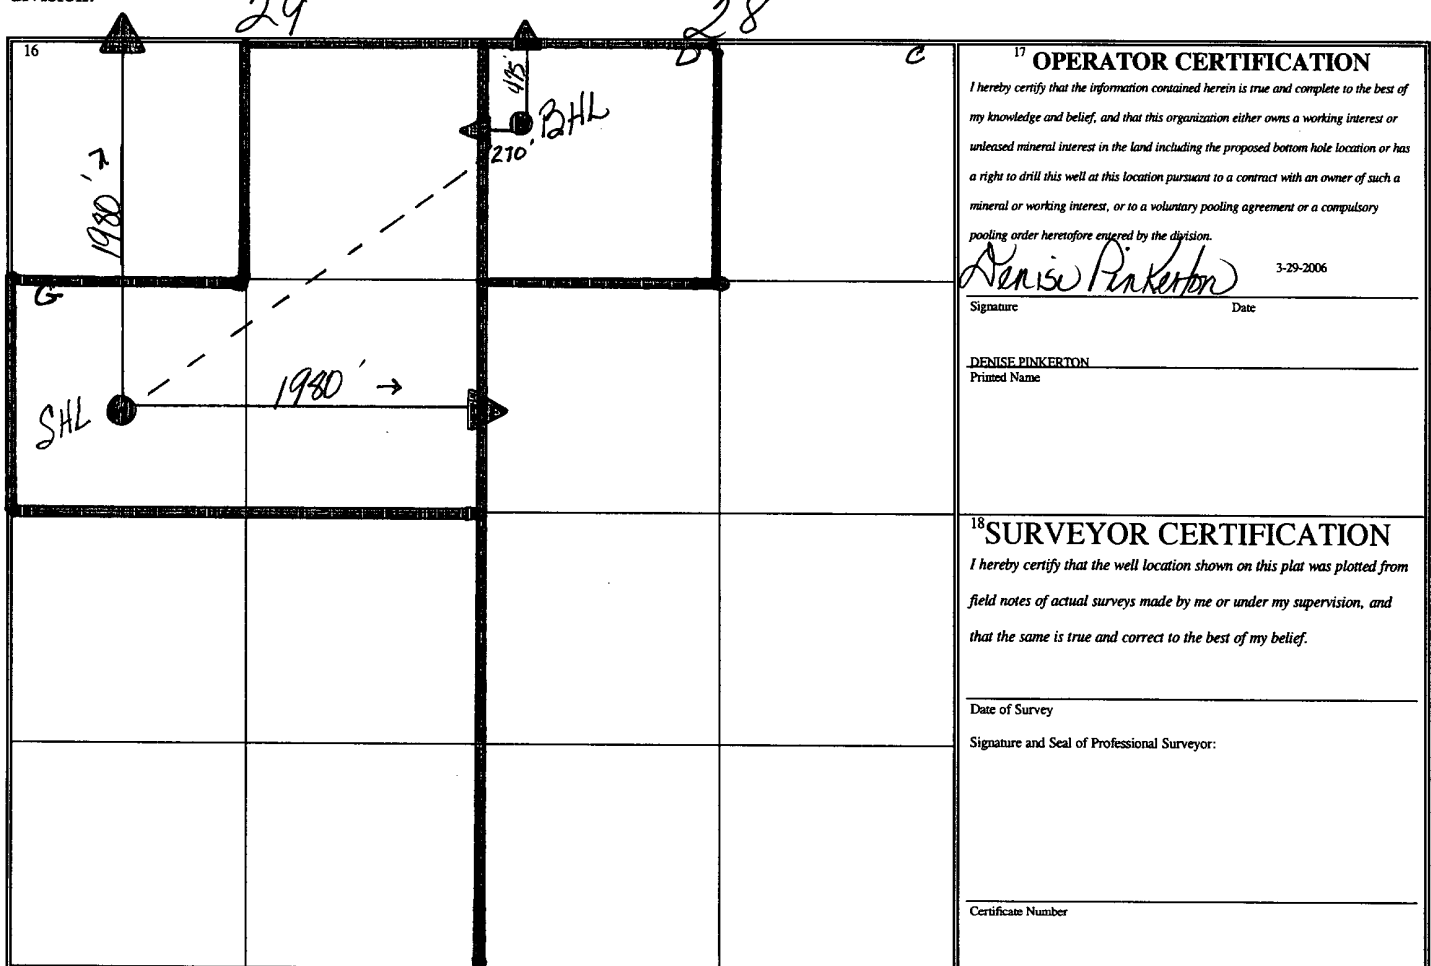 division.
29
28
16
D
C
1980' →
475'
BHL
270'
G
1980' →
SHL
17 OPERATOR CERTIFICATION
I hereby certify that the information contained herein is true and complete to the best of
my knowledge and belief, and that this organization either owns a working interest or
unleased mineral interest in the land including the proposed bottom hole location or has
a right to drill this well at this location pursuant to a contract with an owner of such a
mineral or working interest, or to a voluntary pooling agreement or a compulsory
pooling order heretofore entered by the division.
Denise Pinkerton 3-29-2006
Signature Date
DENISE PINKERTON
Printed Name
18 SURVEYOR CERTIFICATION
I hereby certify that the well location shown on this plat was plotted from
field notes of actual surveys made by me or under my supervision, and
that the same is true and correct to the best of my belief.
Date of Survey
Signature and Seal of Professional Surveyor:
Certificate Number